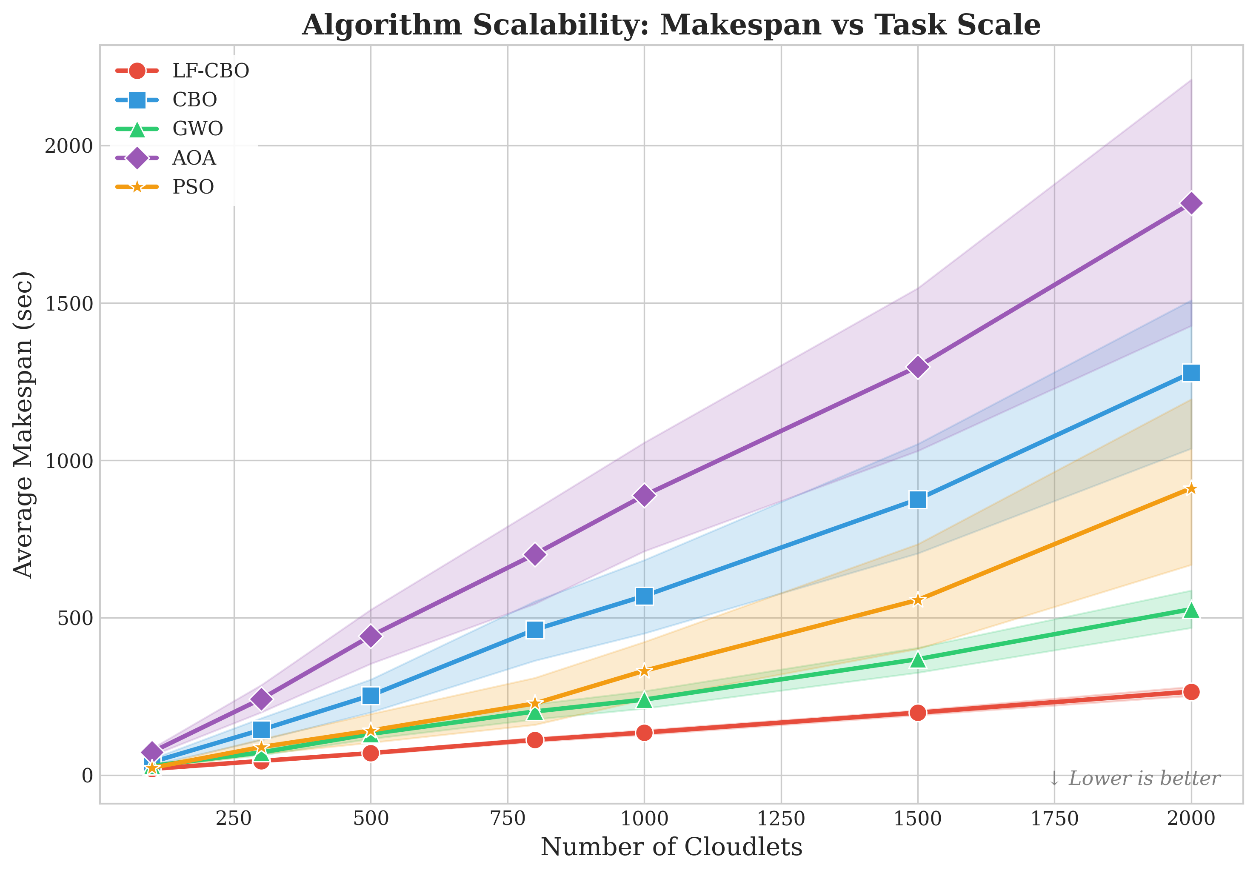 Algorithm Scalability: Makespan vs Task Scale
LF-CBO
CBO
GWO
AOA
PSO
Average Makespan (sec)
2000
1500
1000
500
0
↓ Lower is better
250 500 750 1000 1250 1500 1750 2000
Number of Cloudlets